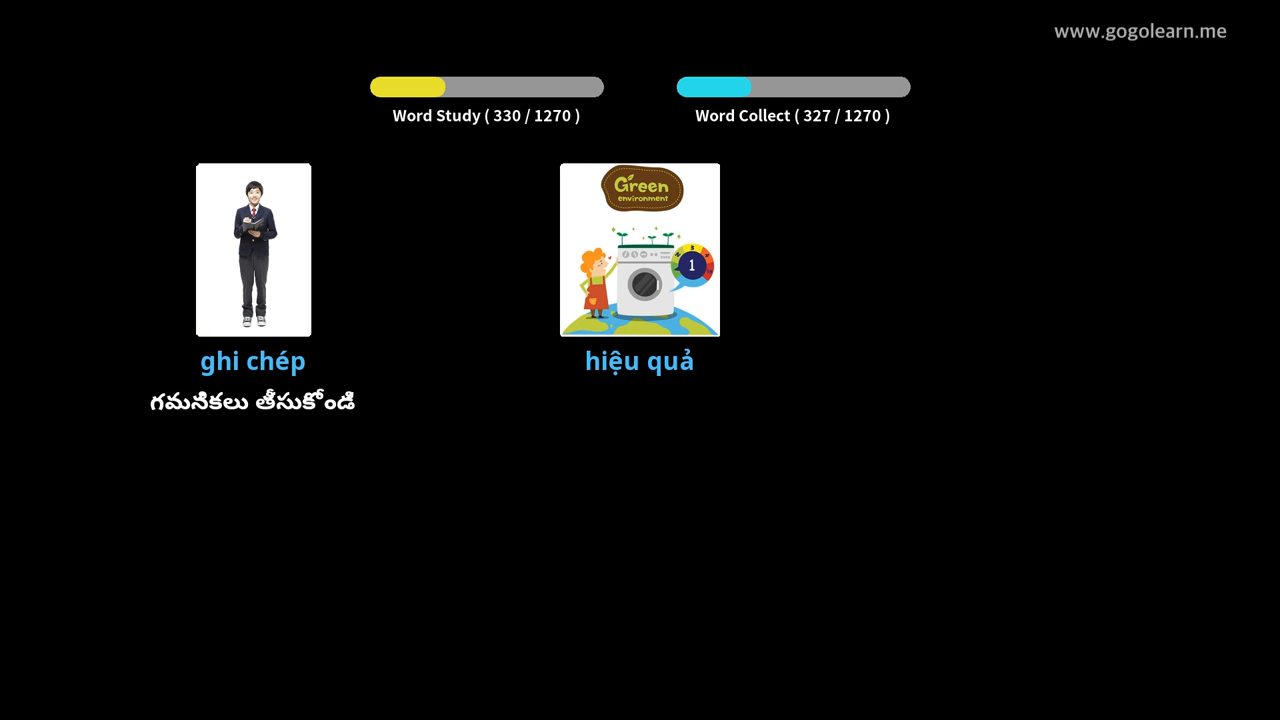 www.gogolearn.me
Word Study ( 330 / 1270 )
Word Collect ( 327 / 1270 )
Green
environment
3
1
ghi chép
hiệu quả
గమనికలు తీసుకోండి